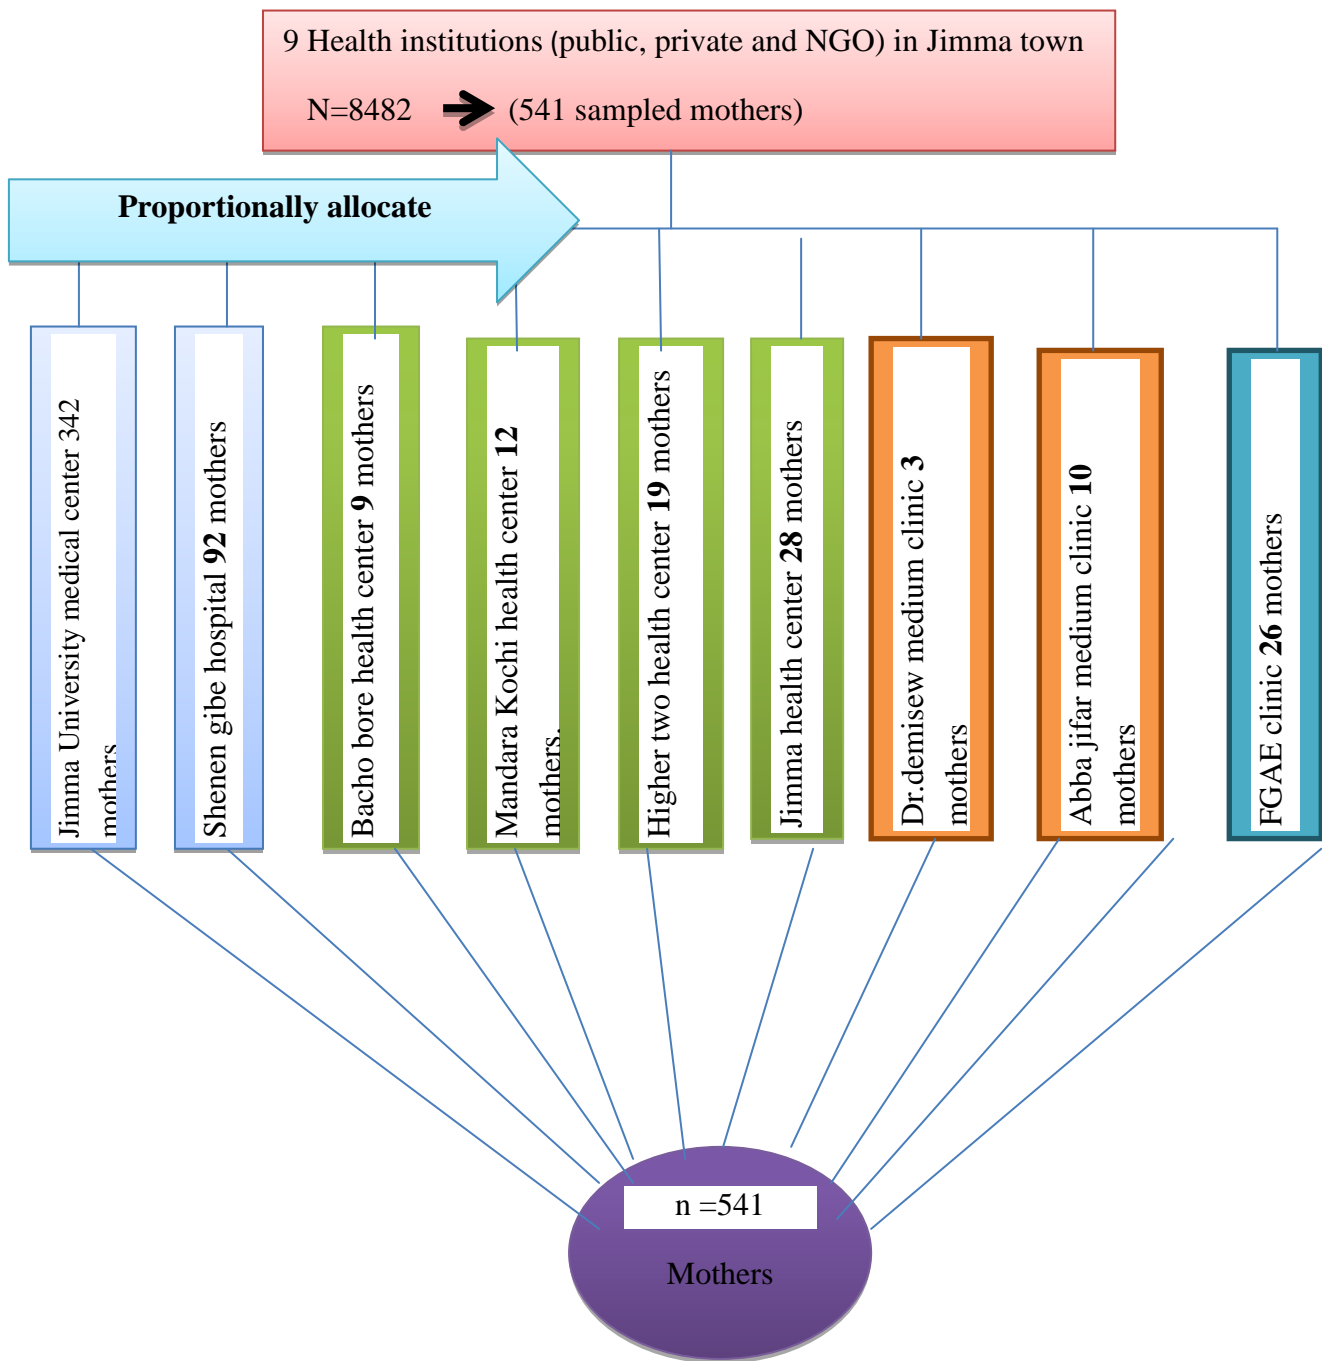 9 Health institutions (public, private and NGO) in Jimma town
N=8482 (541 sampled mothers)
Proportionally allocate
Jimma University medical center 342
mothers
Shenen gibe hospital 92 mothers
Bacho bore health center 9 mothers
Mandara Kochi health center 12
mothers.
Higher two health center 19 mothers
Jimma health center 28 mothers
Dr.demisew medium clinic 3
mothers
Abba jifar medium clinic 10
mothers
FGAE clinic 26 mothers
n =541
Mothers